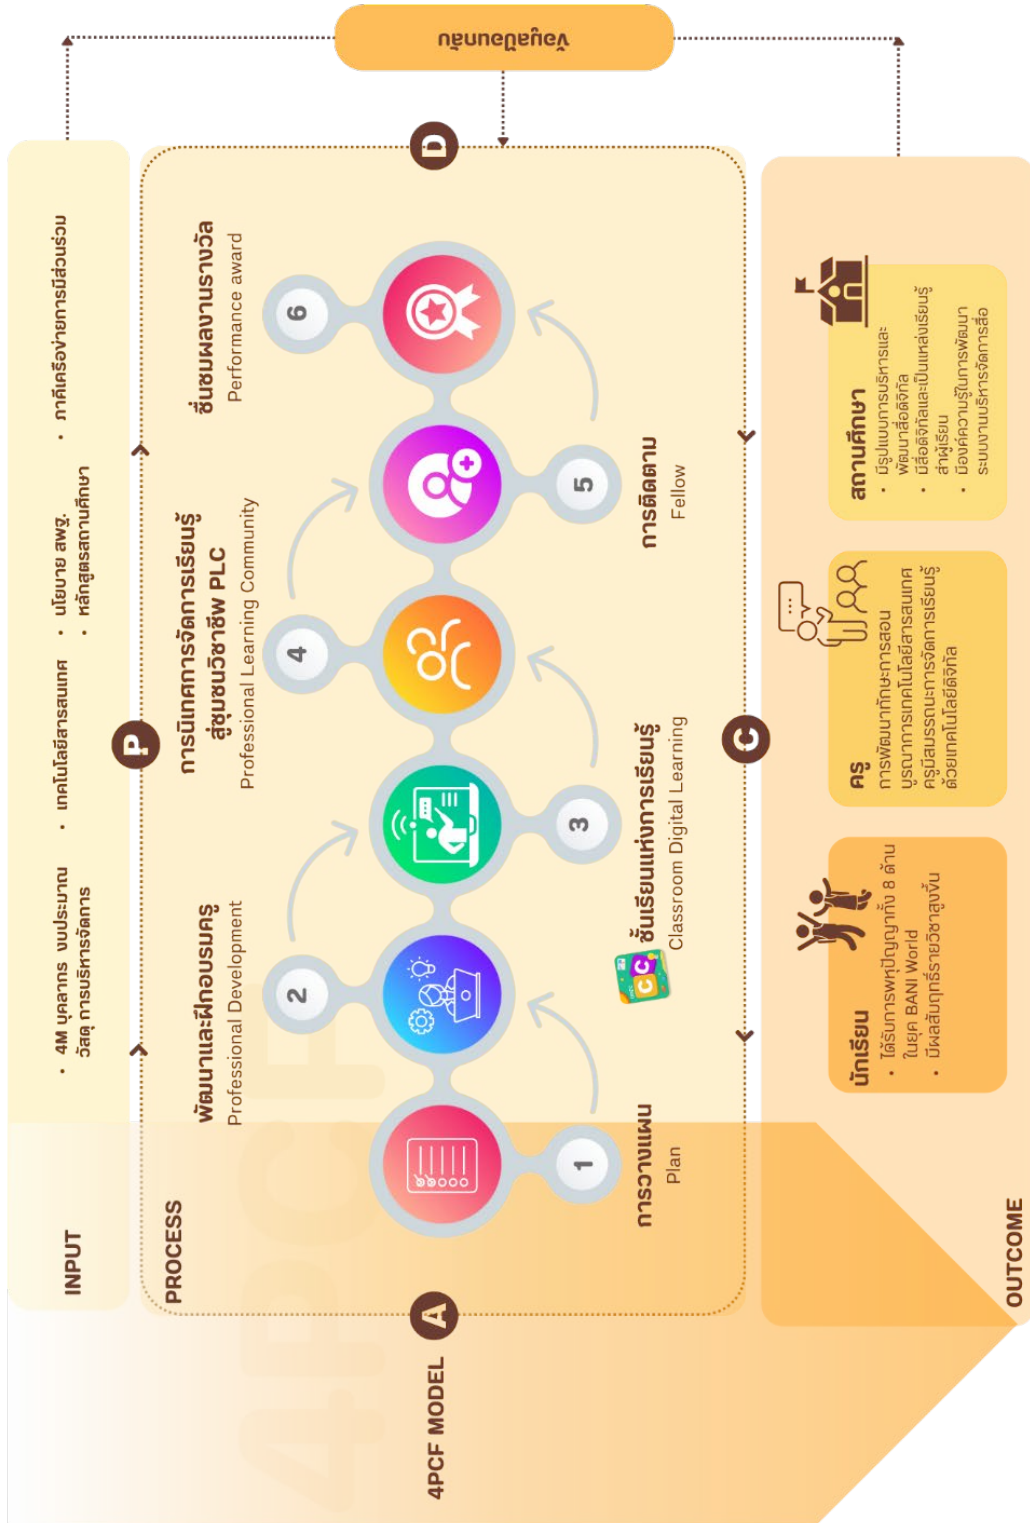 4PCF MODEL
4PCF
INPUT
• 4M บุคลากร งบประมาณ
วัสดุ การบริหารจัดการ
• เทคโนโลยีสารสนเทศ
• นโยบาย สพฐ.
• หลักสูตรสถานศึกษา
• ภาคีเครือข่ายการมีส่วนร่วม
PROCESS
P
D
C
A
1
การวางแผน
Plan
2
พัฒนาและฝึกอบรมครู
Professional Development
3
ชั้นเรียนแห่งการเรียนรู้
Classroom Digital Learning
4
การนิเทศการจัดการเรียนรู้
สู่ชุมชนวิชาชีพ PLC
Professional Learning Community
5
การติดตาม
Fellow
6
ชื่นชมผลงานรางวัล
Performance award
OUTCOME
นักเรียน
• ได้รับการพหุปัญญาทั้ง 8 ด้าน
ในยุค BANI World
• มีผลสัมฤทธิ์รายวิชาสูงขึ้น
ครู
การพัฒนาทักษะการสอน
บูรณาการเทคโนโลยีสารสนเทศ
ครูมีสมรรถนะการจัดการเรียนรู้
ด้วยเทคโนโลยีดิจิทัล
สถานศึกษา
• มีรูปแบบการบริหารและ
พัฒนาสื่อดิจิทัล
• มีสื่อดิจิทัลและเป็นแหล่งเรียนรู้
ลำผู้เรียน
• มีองค์ความรู้ในการพัฒนา
ระบบงานบริหารจัดการสื่อ
ข้อมูลป้อนกลับ